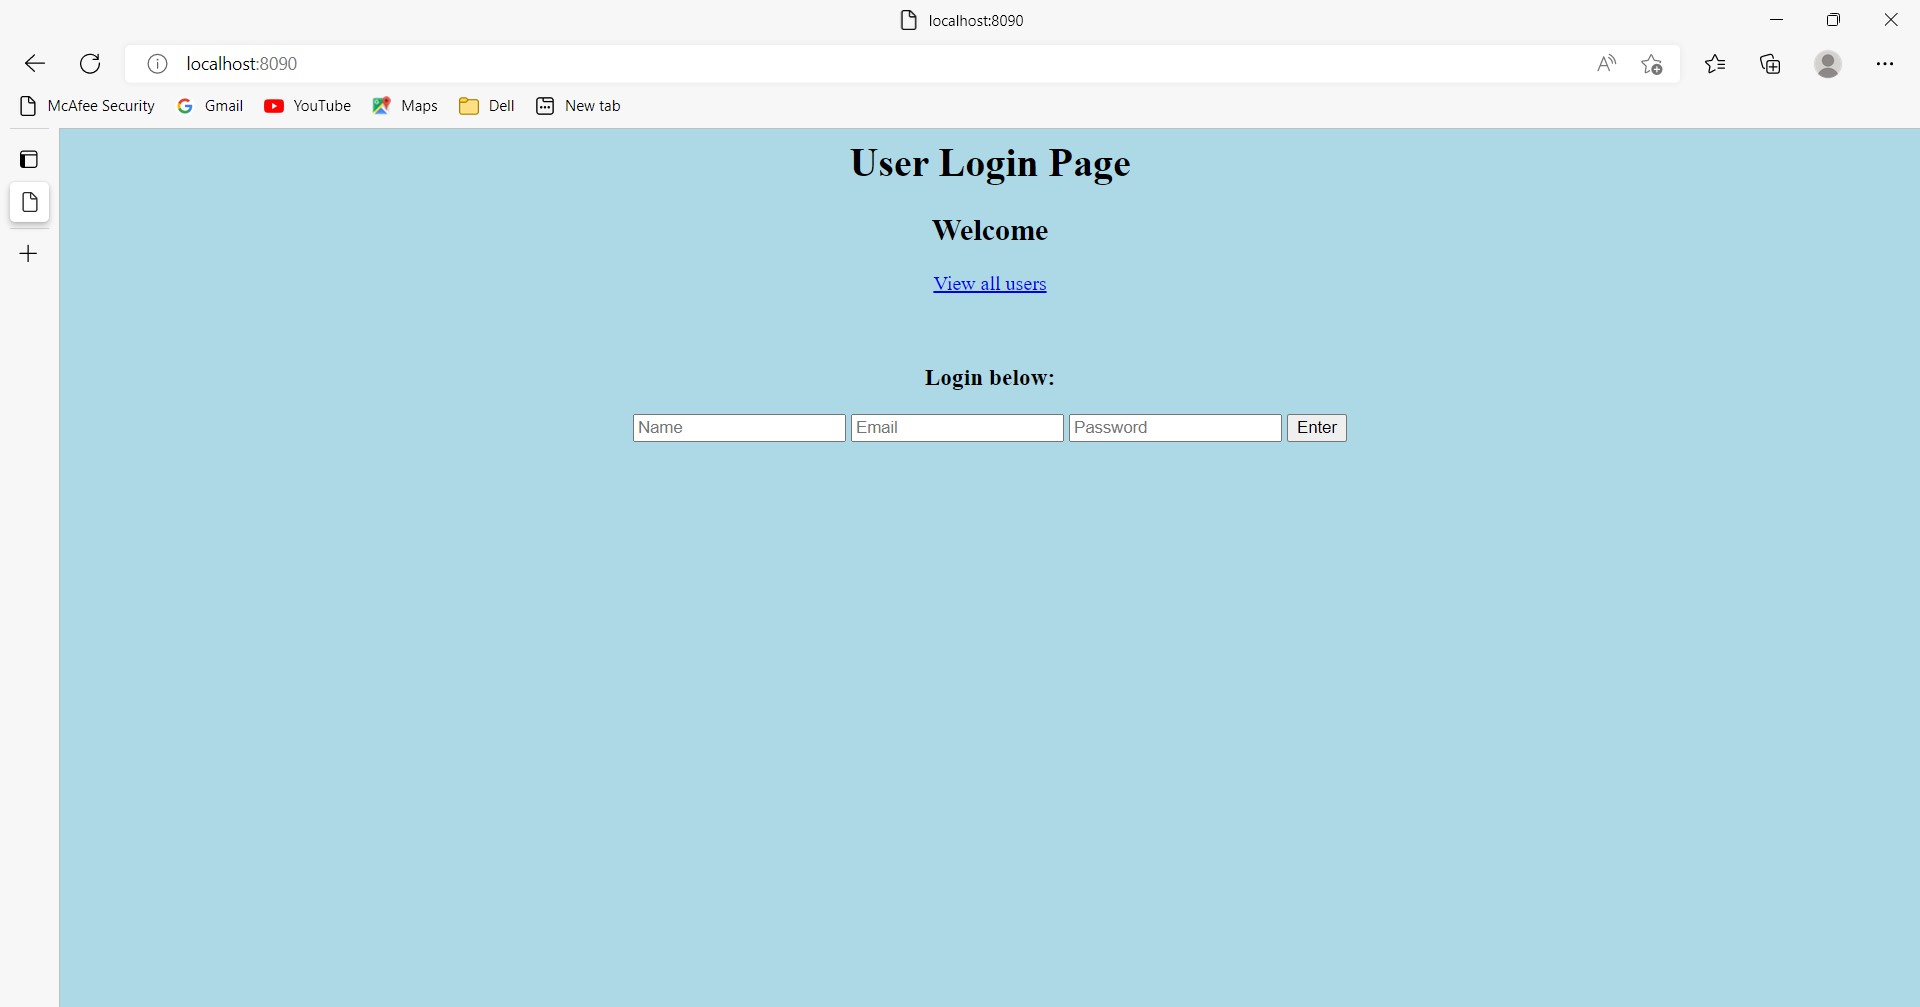 localhost:8090
localhost:8090
McAfee Security Gmail YouTube Maps Dell New tab
User Login Page
Welcome
View all users
Login below:
Name Email Password Enter